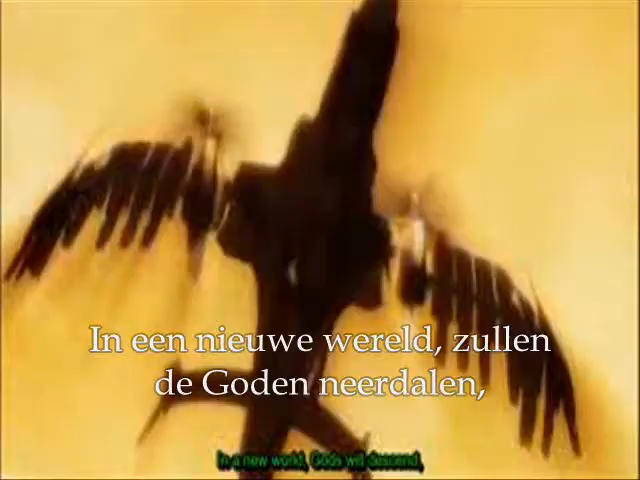 In een nieuwe wereld, zullen
de Goden neerdalen,
In a new world, Gods will descend,